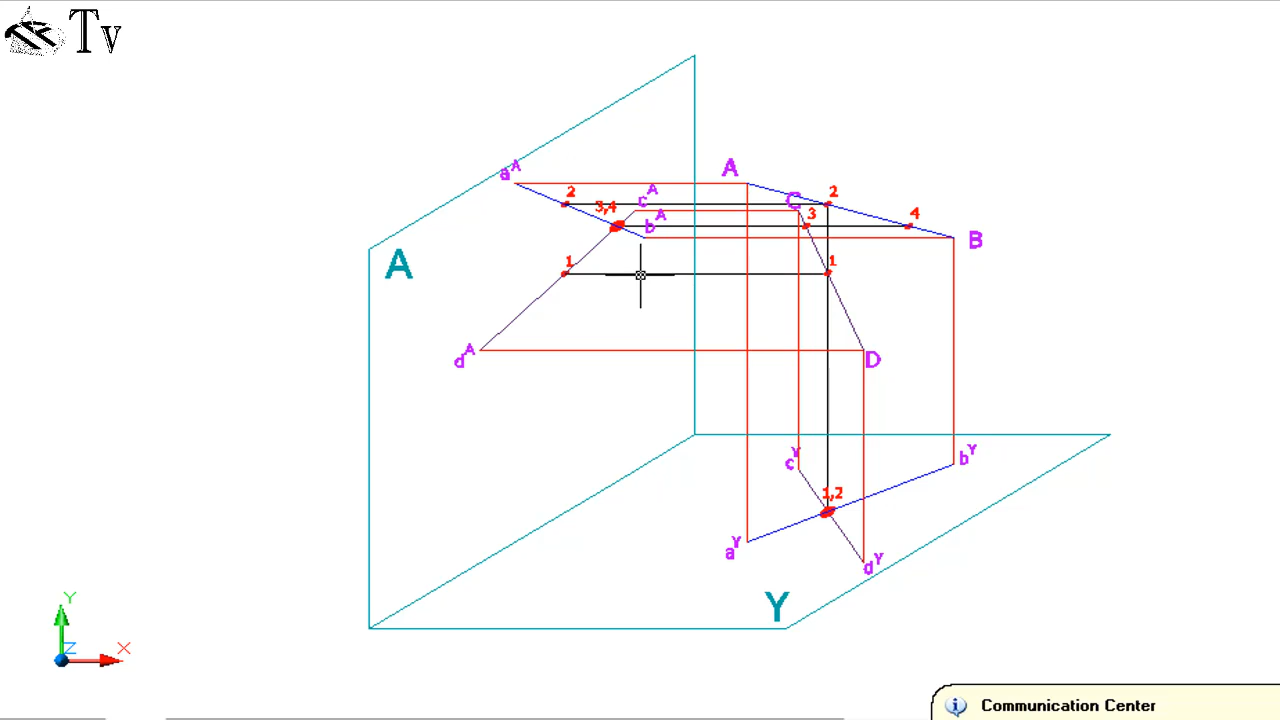 Tv
A
a^A
2
2
c^A
C
3,4
3
4
b^A
B
A
1
1
d^A
D
c^Y
b^Y
1,2
a^Y
d^Y
Y
Y
Z
X
Communication Center